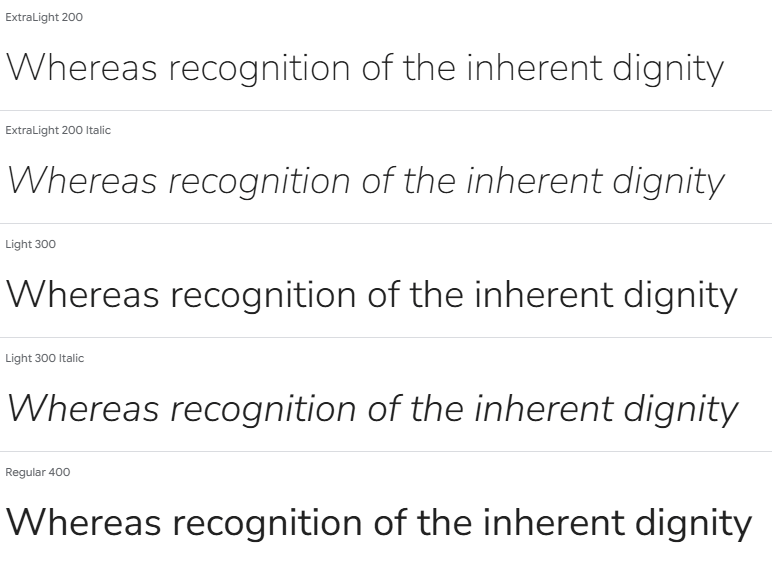 ExtraLight 200
Whereas recognition of the inherent dignity
ExtraLight 200 Italic
Whereas recognition of the inherent dignity
Light 300
Whereas recognition of the inherent dignity
Light 300 Italic
Whereas recognition of the inherent dignity
Regular 400
Whereas recognition of the inherent dignity